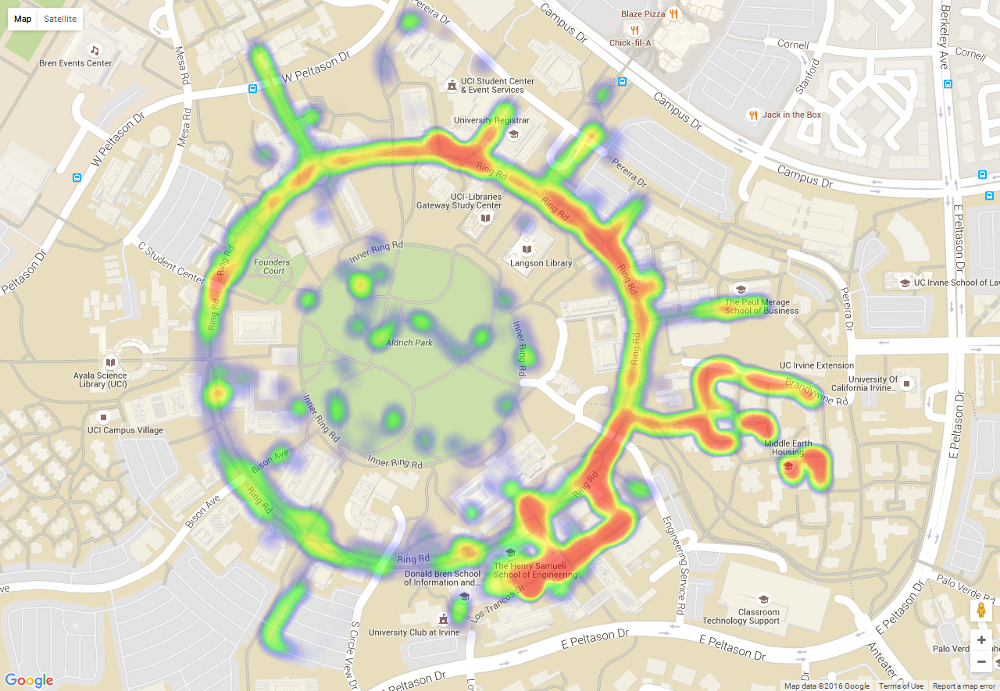 Map
Satellite
Pereira Dr
Campus Dr
Blaze Pizza
Chick-fil-A
Berkeley Ave
Cornell
Cornell
Stanford
Bren Events Center
Mesa Rd
W Peltason Dr
UCI Student Center
& Event Services
Campus Dr
Jack in the Box
University Registrar
Mesa Rd
W Peltason Dr
Ring Rd
Pereira Dr
Campus Dr
UCI-Libraries
Gateway Study Center
Ring Rd
E Peltason Dr
C Student Center
Ring Rd
Founders'
Court
Inner Ring Rd
Langson Library
Peltason Dr
Ring Rd
UC Irvine School of La
Ring Rd
The Paul Merage
School of Business
Pereira Dr
Aldrich Park
Inner Ring Rd
Ring Rd
Ayala Science
Library (UCI)
UC Irvine Extension
University Of
California Irvine...
Brandywine Rd
UCI Campus Village
Inner Ring Rd
E Peltason Dr
Middle Earth
Housing
Bison Ave
Inner Ring Rd
Ring Rd
Bison Ave
Ring Rd
Engineering Service Rd
Ring Rd
The Henry Samueli
School of Engineering
Donald Bren School
of Information and...
Los Trancos Dr
Palo Verde Rd
Classroom
Technology Support
E Peltason Dr
University Club at Irvine
S Circle View Dr
E Peltason Dr
E Peltason Dr
Anteater
Palo Verde
W Peltason Dr
Google
Map data ©2016 Google
Terms of Use
Report a map error